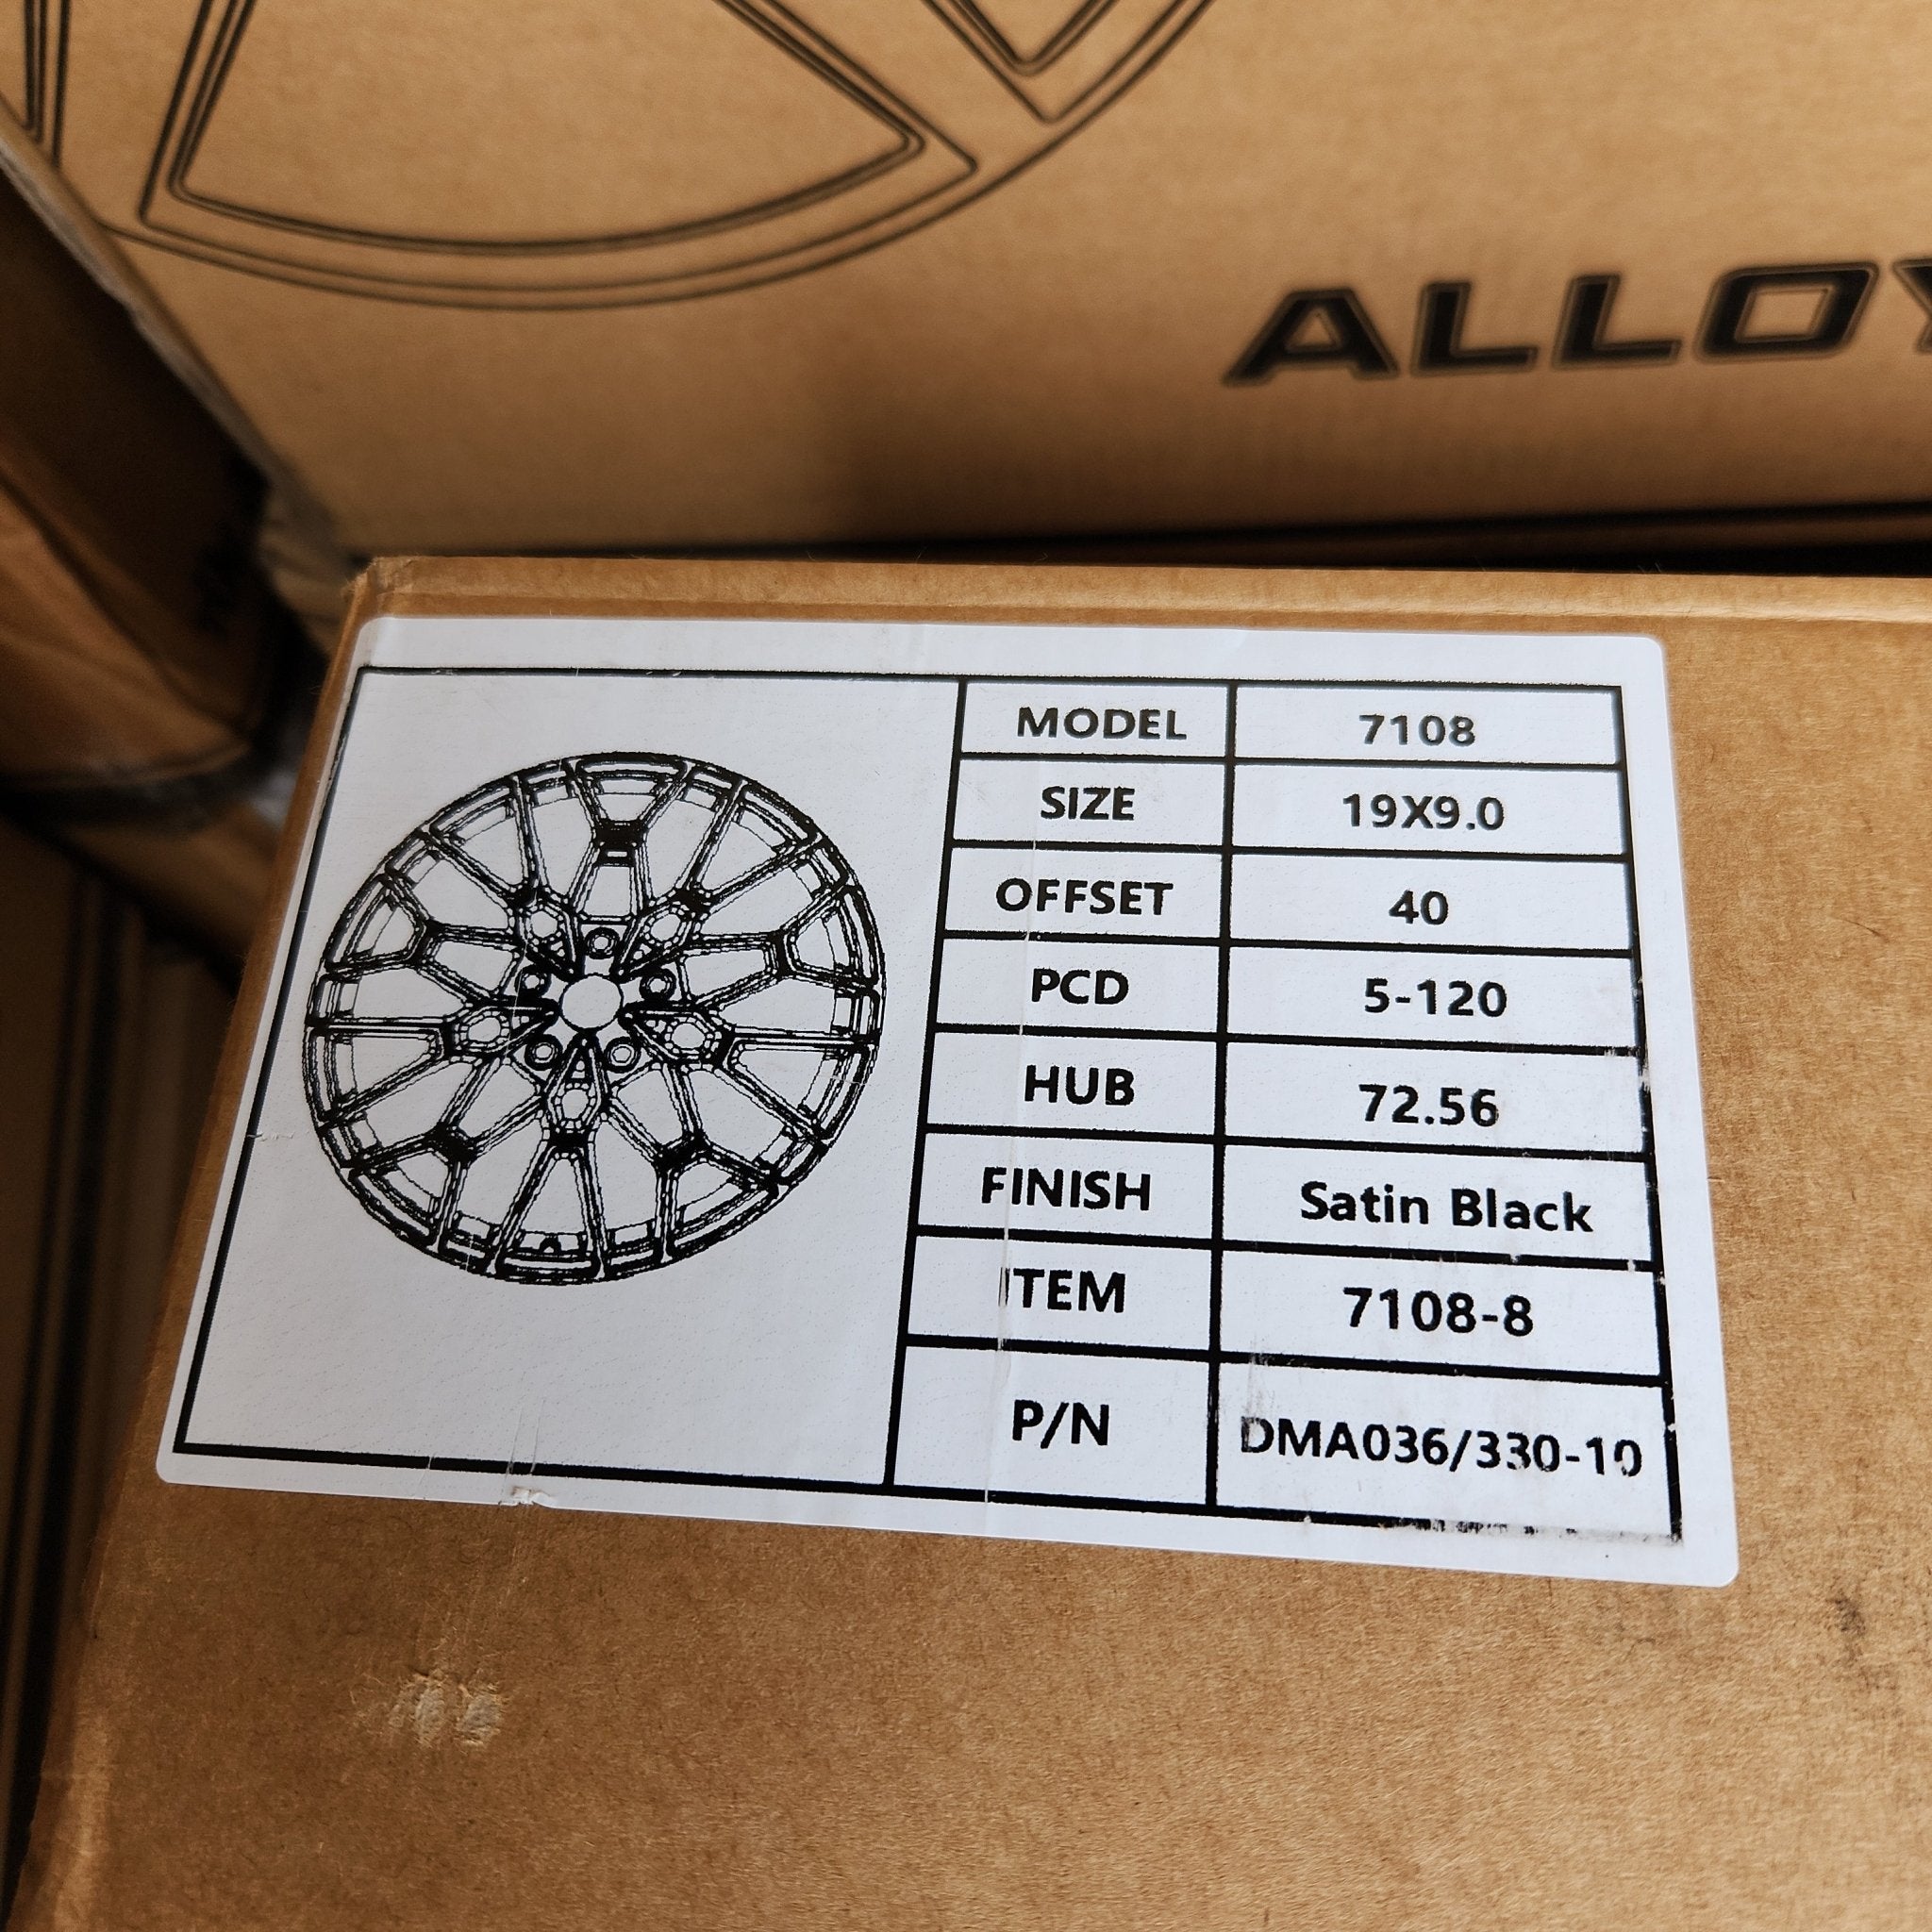 ALLOY
MODEL 7108
SIZE 19X9.0
OFFSET 40
PCD 5-120
HUB 72.56
FINISH Satin Black
ITEM 7108-8
P/N DMA036/330-10